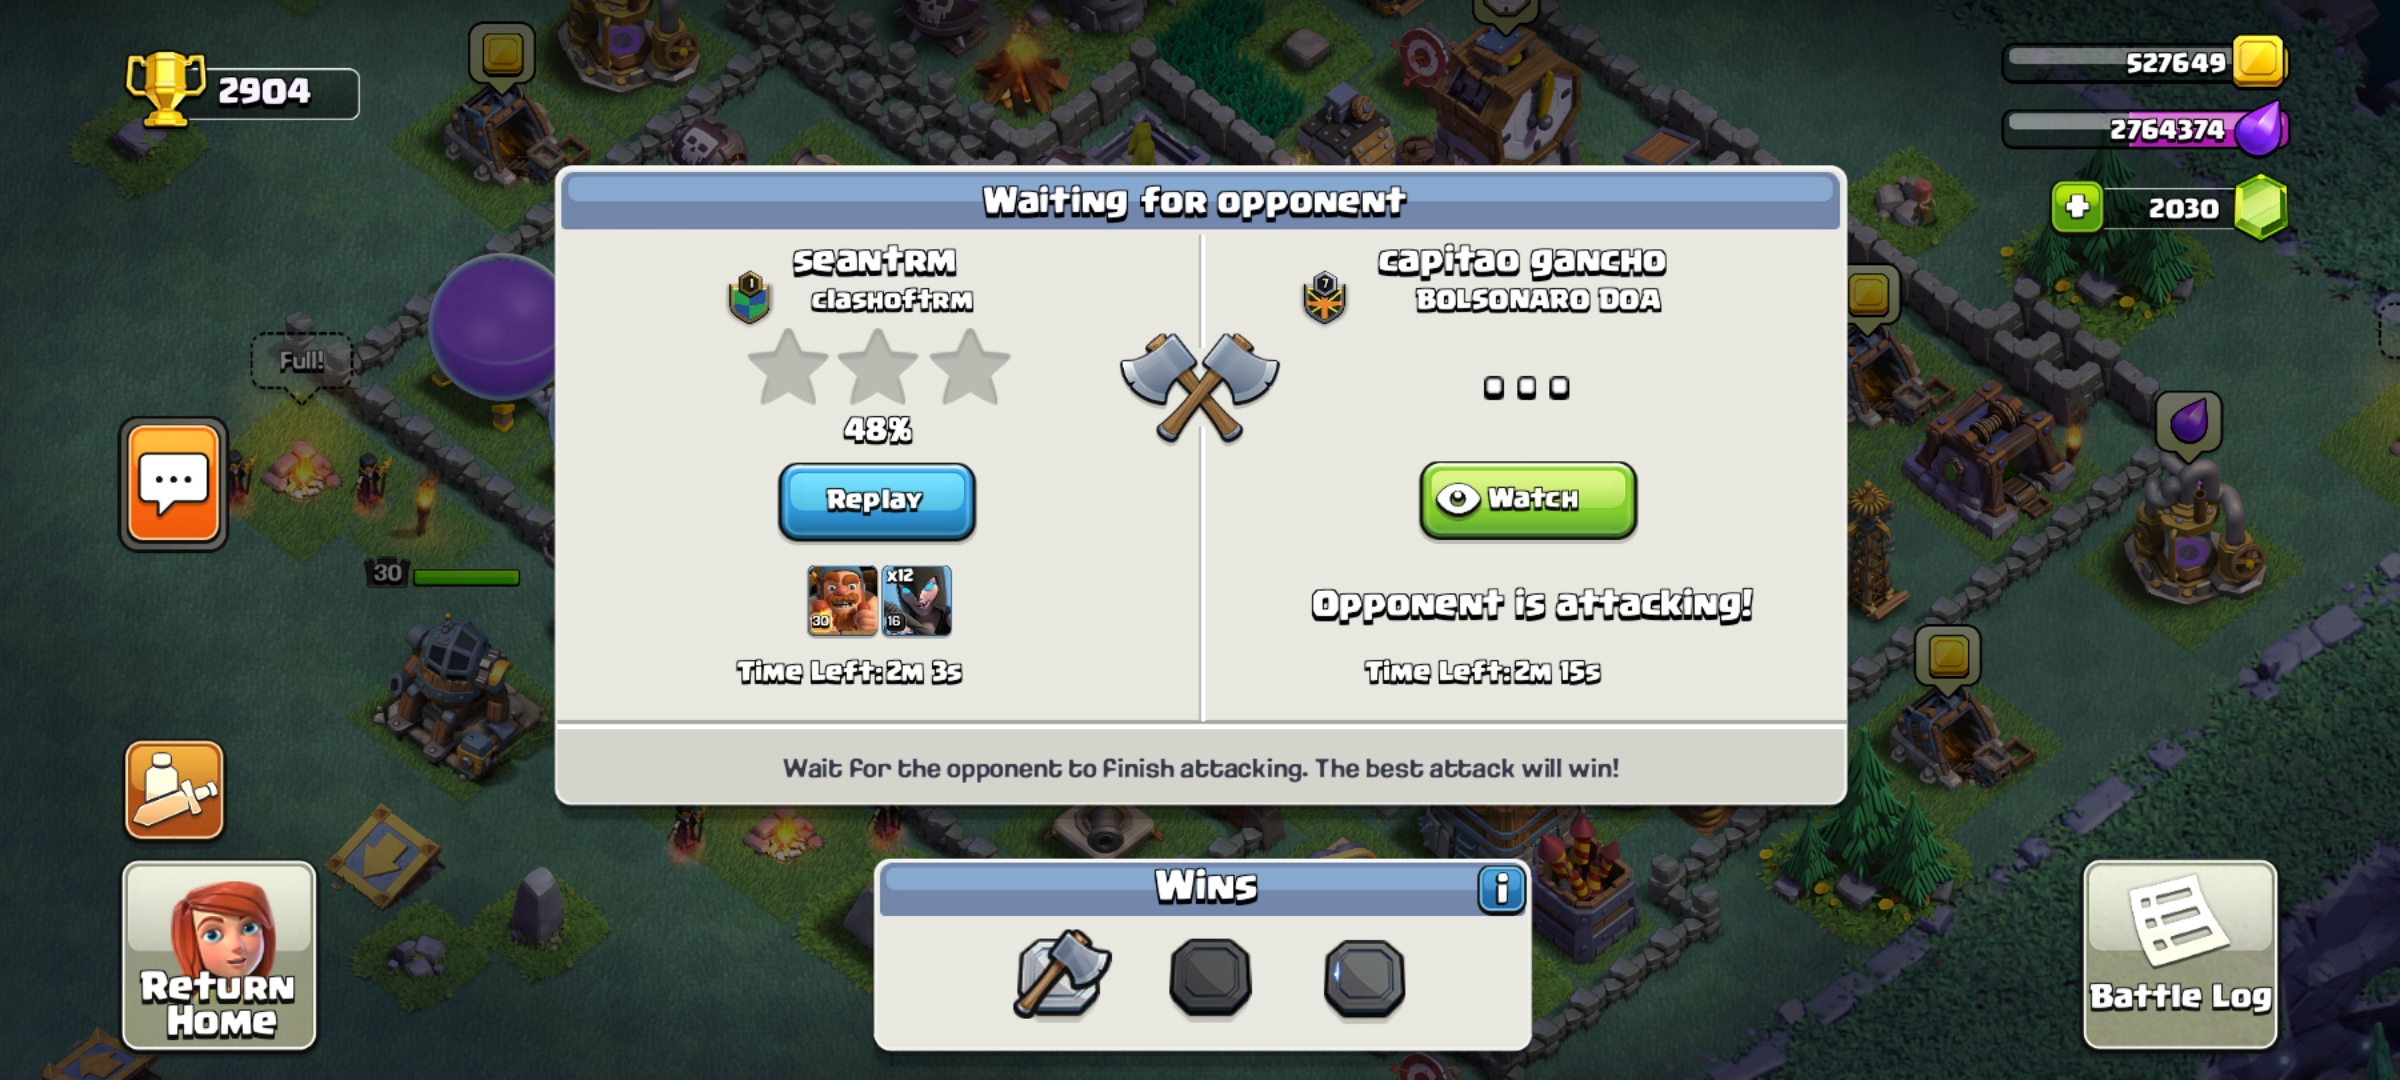 2904
527649
2764374
2030
Waiting for opponent
seantrm
clashoftrm
1
capitao gancho
BOLSONARO DOA
7
Full!
48%
Replay
Watch
30
x12
30
16
Opponent is attacking!
Time Left:2m 3s
Time Left:2m 15s
Wait for the opponent to finish attacking. The best attack will win!
Wins
i
Return
Home
Battle Log